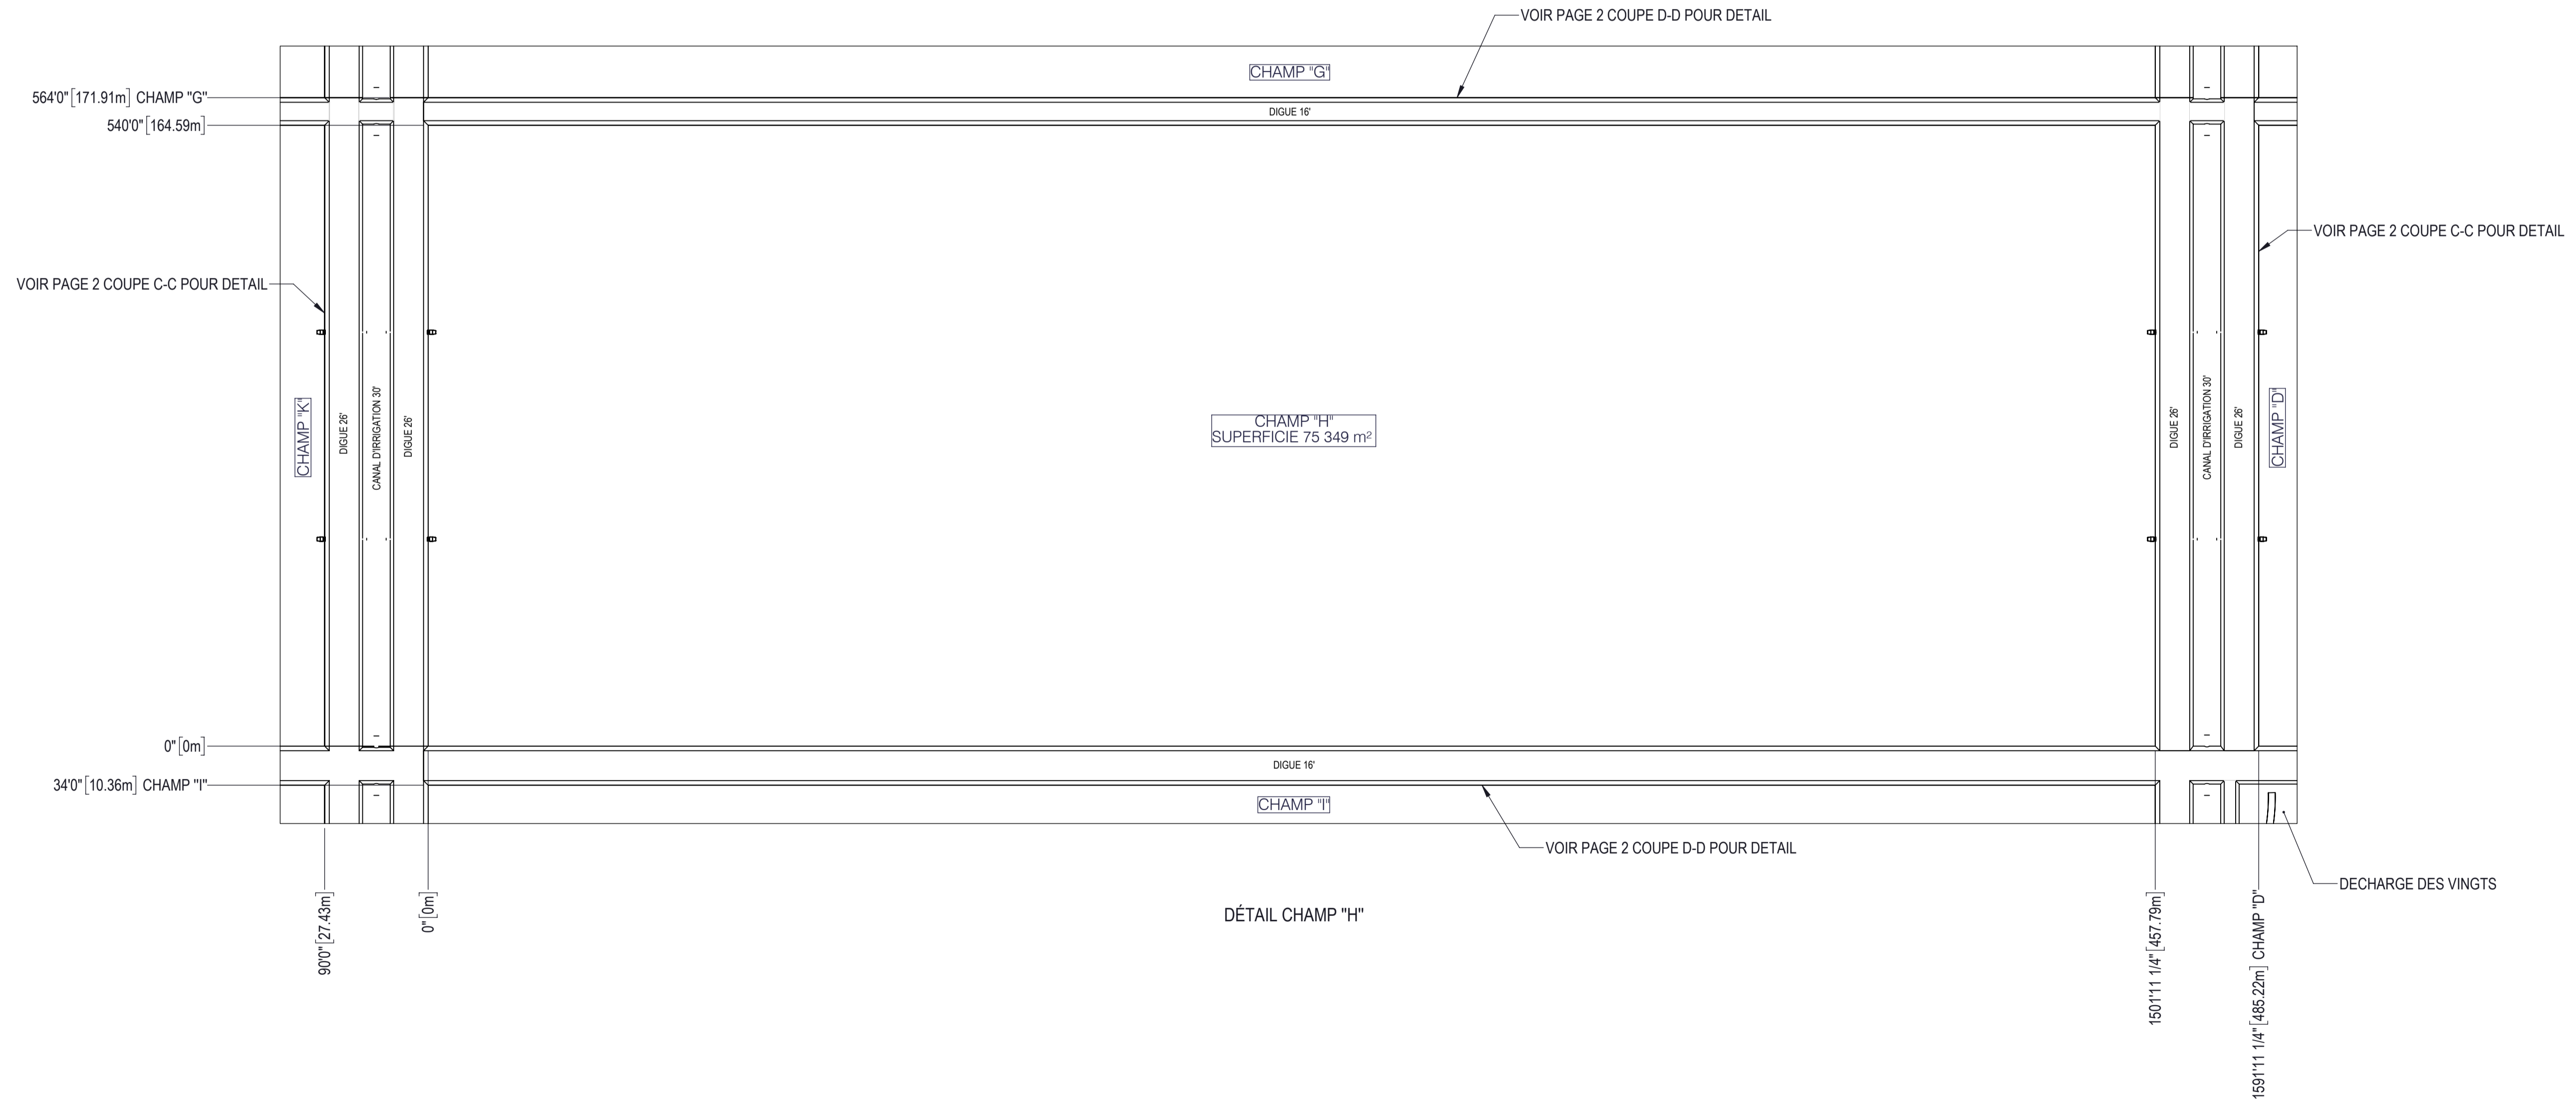 VOIR PAGE 2 COUPE D-D POUR DETAIL
CHAMP "G"
564'0" [171.91m] CHAMP "G"
DIGUE 16'
540'0" [164.59m]
VOIR PAGE 2 COUPE C-C POUR DETAIL
VOIR PAGE 2 COUPE C-C POUR DETAIL
CHAMP "K"
DIGUE 26'
CANAL D'IRRIGATION 30'
DIGUE 26'
CHAMP "H"
SUPERFICIE 75 349 m²
DIGUE 26'
CANAL D'IRRIGATION 30'
DIGUE 26'
CHAMP "D"
0" [0m]
DIGUE 16'
34'0" [10.36m] CHAMP "I"
CHAMP "I"
VOIR PAGE 2 COUPE D-D POUR DETAIL
DECHARGE DES VINGTS
90'0" [27.43m]
0" [0m]
DÉTAIL CHAMP "H"
1501'11 1/4" [457.79m]
1591'11 1/4" [485.22m] CHAMP "D"